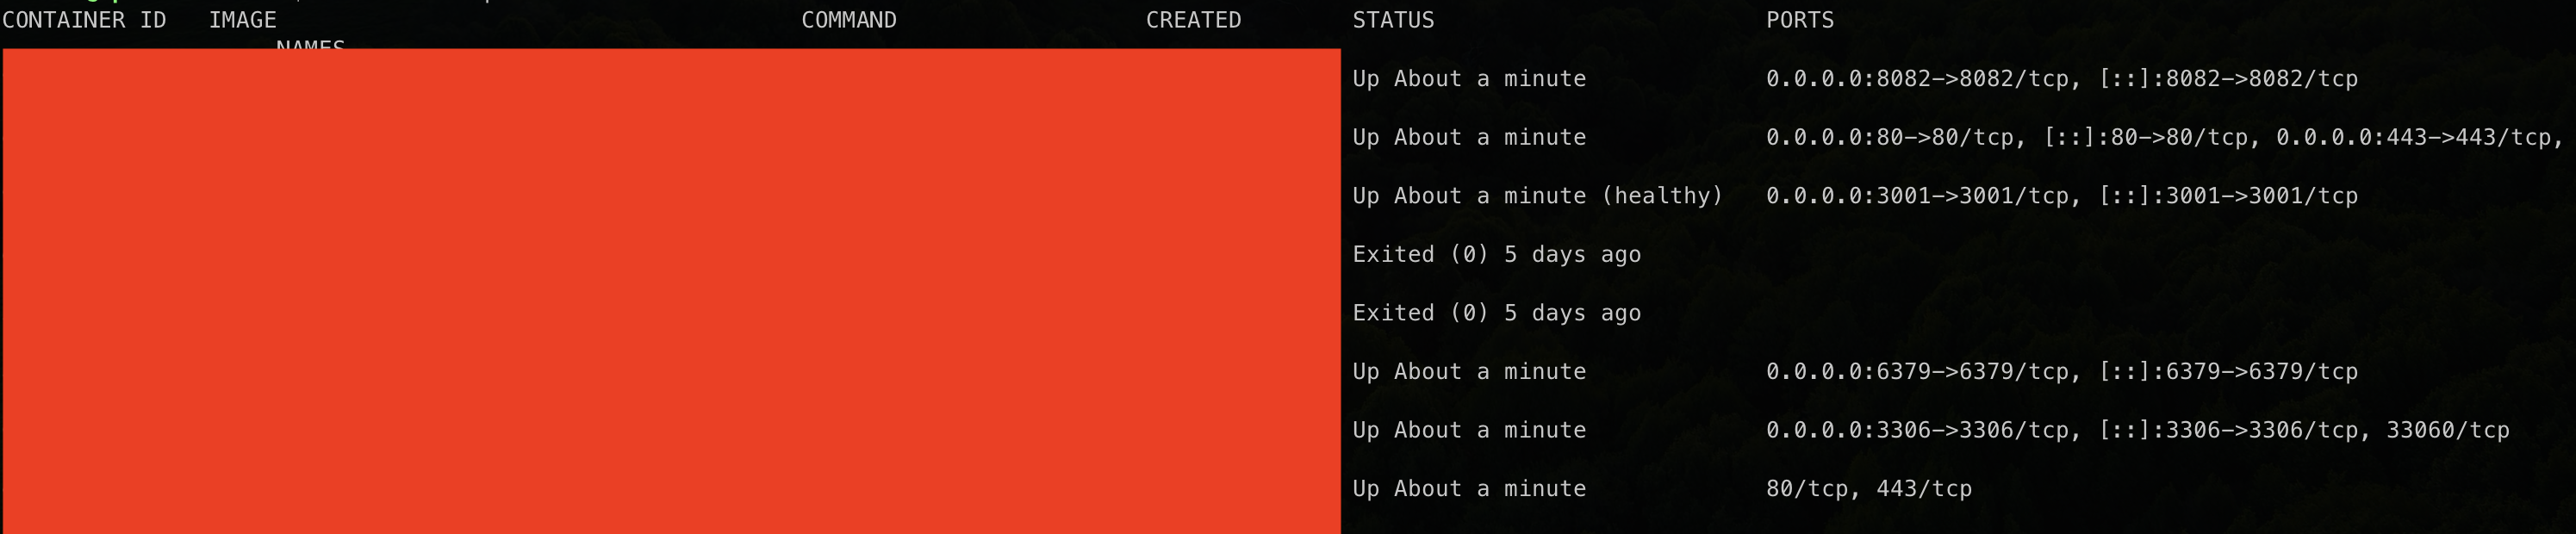 CONTAINER ID IMAGE COMMAND CREATED STATUS PORTS
NAMES
Up About a minute 0.0.0.0:8082->8082/tcp, [::]:8082->8082/tcp
Up About a minute 0.0.0.0:80->80/tcp, [::]:80->80/tcp, 0.0.0.0:443->443/tcp,
Up About a minute (healthy) 0.0.0.0:3001->3001/tcp, [::]:3001->3001/tcp
Exited (0) 5 days ago
Exited (0) 5 days ago
Up About a minute 0.0.0.0:6379->6379/tcp, [::]:6379->6379/tcp
Up About a minute 0.0.0.0:3306->3306/tcp, [::]:3306->3306/tcp, 33060/tcp
Up About a minute 80/tcp, 443/tcp